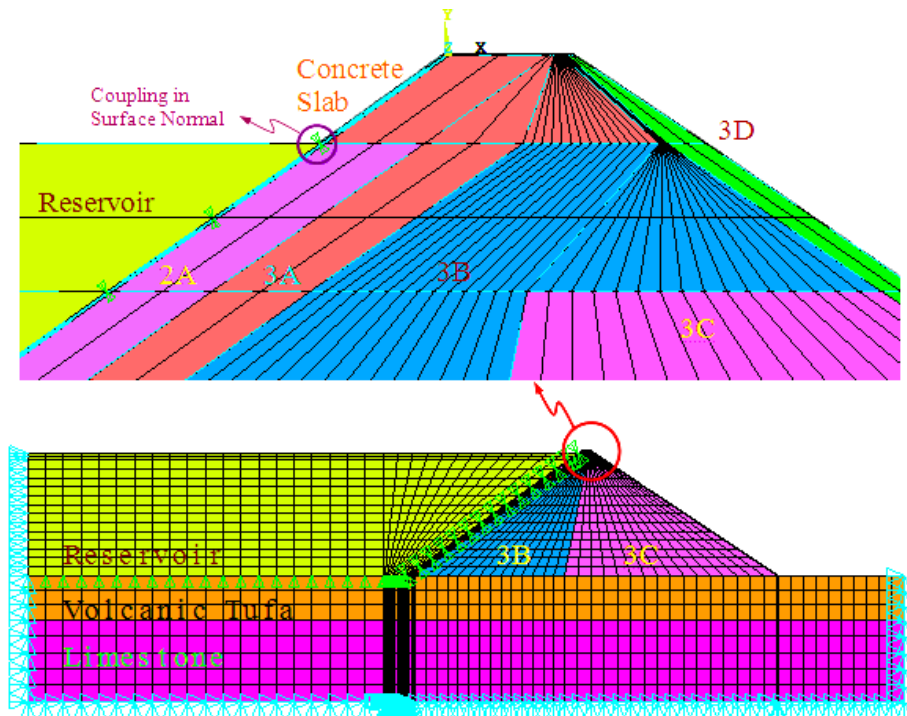 Y
Z
X
Concrete
Slab
Coupling in
Surface Normal
3D
Reservoir
2A
3A
3B
3C
Reservoir
3B
3C
Volcanic Tufa
Limestone